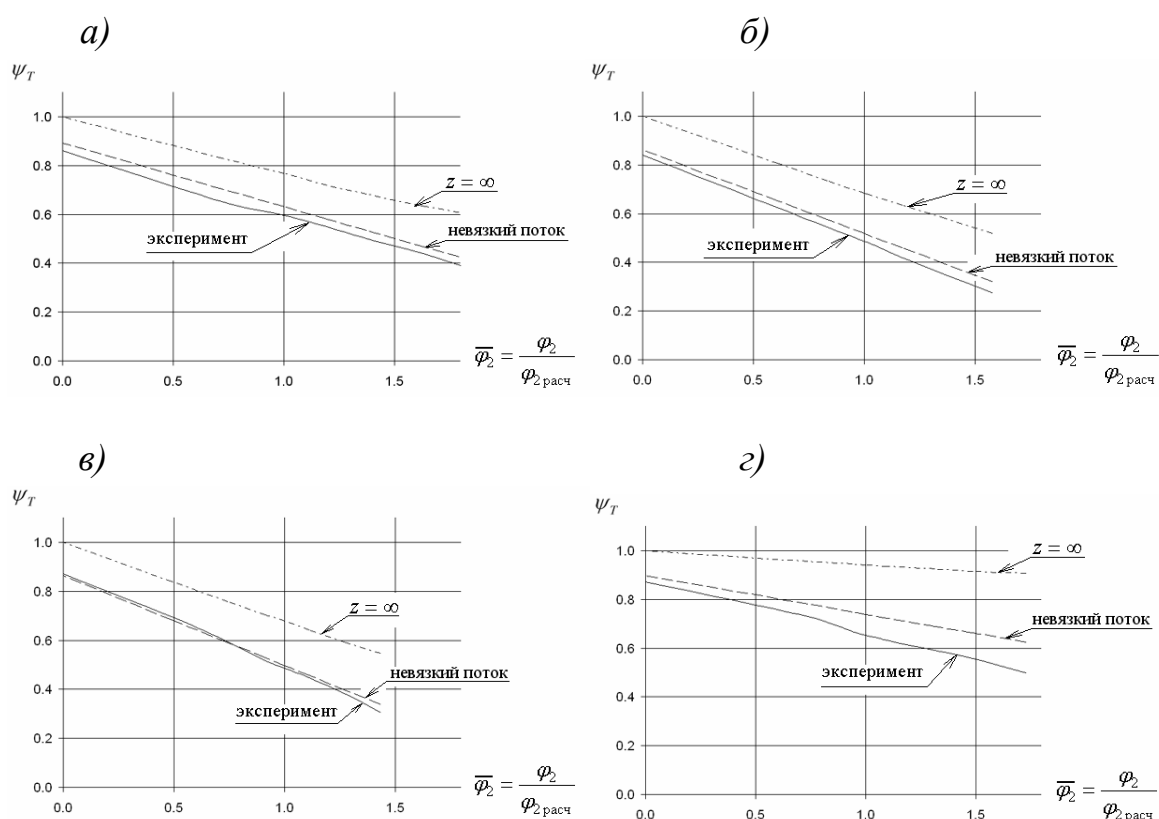 а)
ψ_T
1.0
0.8
0.6
0.4
0.2
0.0
0.0 0.5 1.0 1.5
z = ∞
невязкий поток
эксперимент
φ̅₂ = φ₂ / φ₂ расч
б)
ψ_T
1.0
0.8
0.6
0.4
0.2
0.0
0.0 0.5 1.0 1.5
z = ∞
эксперимент
невязкий поток
φ̅₂ = φ₂ / φ₂ расч
в)
ψ_T
1.0
0.8
0.6
0.4
0.2
0.0
0.0 0.5 1.0 1.5
z = ∞
невязкий поток
эксперимент
φ̅₂ = φ₂ / φ₂ расч
г)
ψ_T
1.0
0.8
0.6
0.4
0.2
0.0
0.0 0.5 1.0 1.5
z = ∞
невязкий поток
эксперимент
φ̅₂ = φ₂ / φ₂ расч